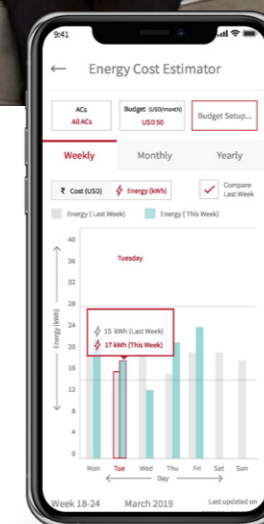 9:41
Energy Cost Estimator
ACs
All ACs
Budget (USD/month)
USD 50
Budget Setup...
Weekly Monthly Yearly
₹ Cost (USD) Energy (kWh) Compare
Last Week
Energy ( Last Week) Energy ( This Week)
Energy (kWh)
40
36
32
28
24
20
16
12
8
4
0
Tuesday
15 kWh (Last Week)
17 kWh (This Week)
Mon Tue Wed Thu Fri Sat Sun
Day
Week 18-24 March 2019 Last updated on